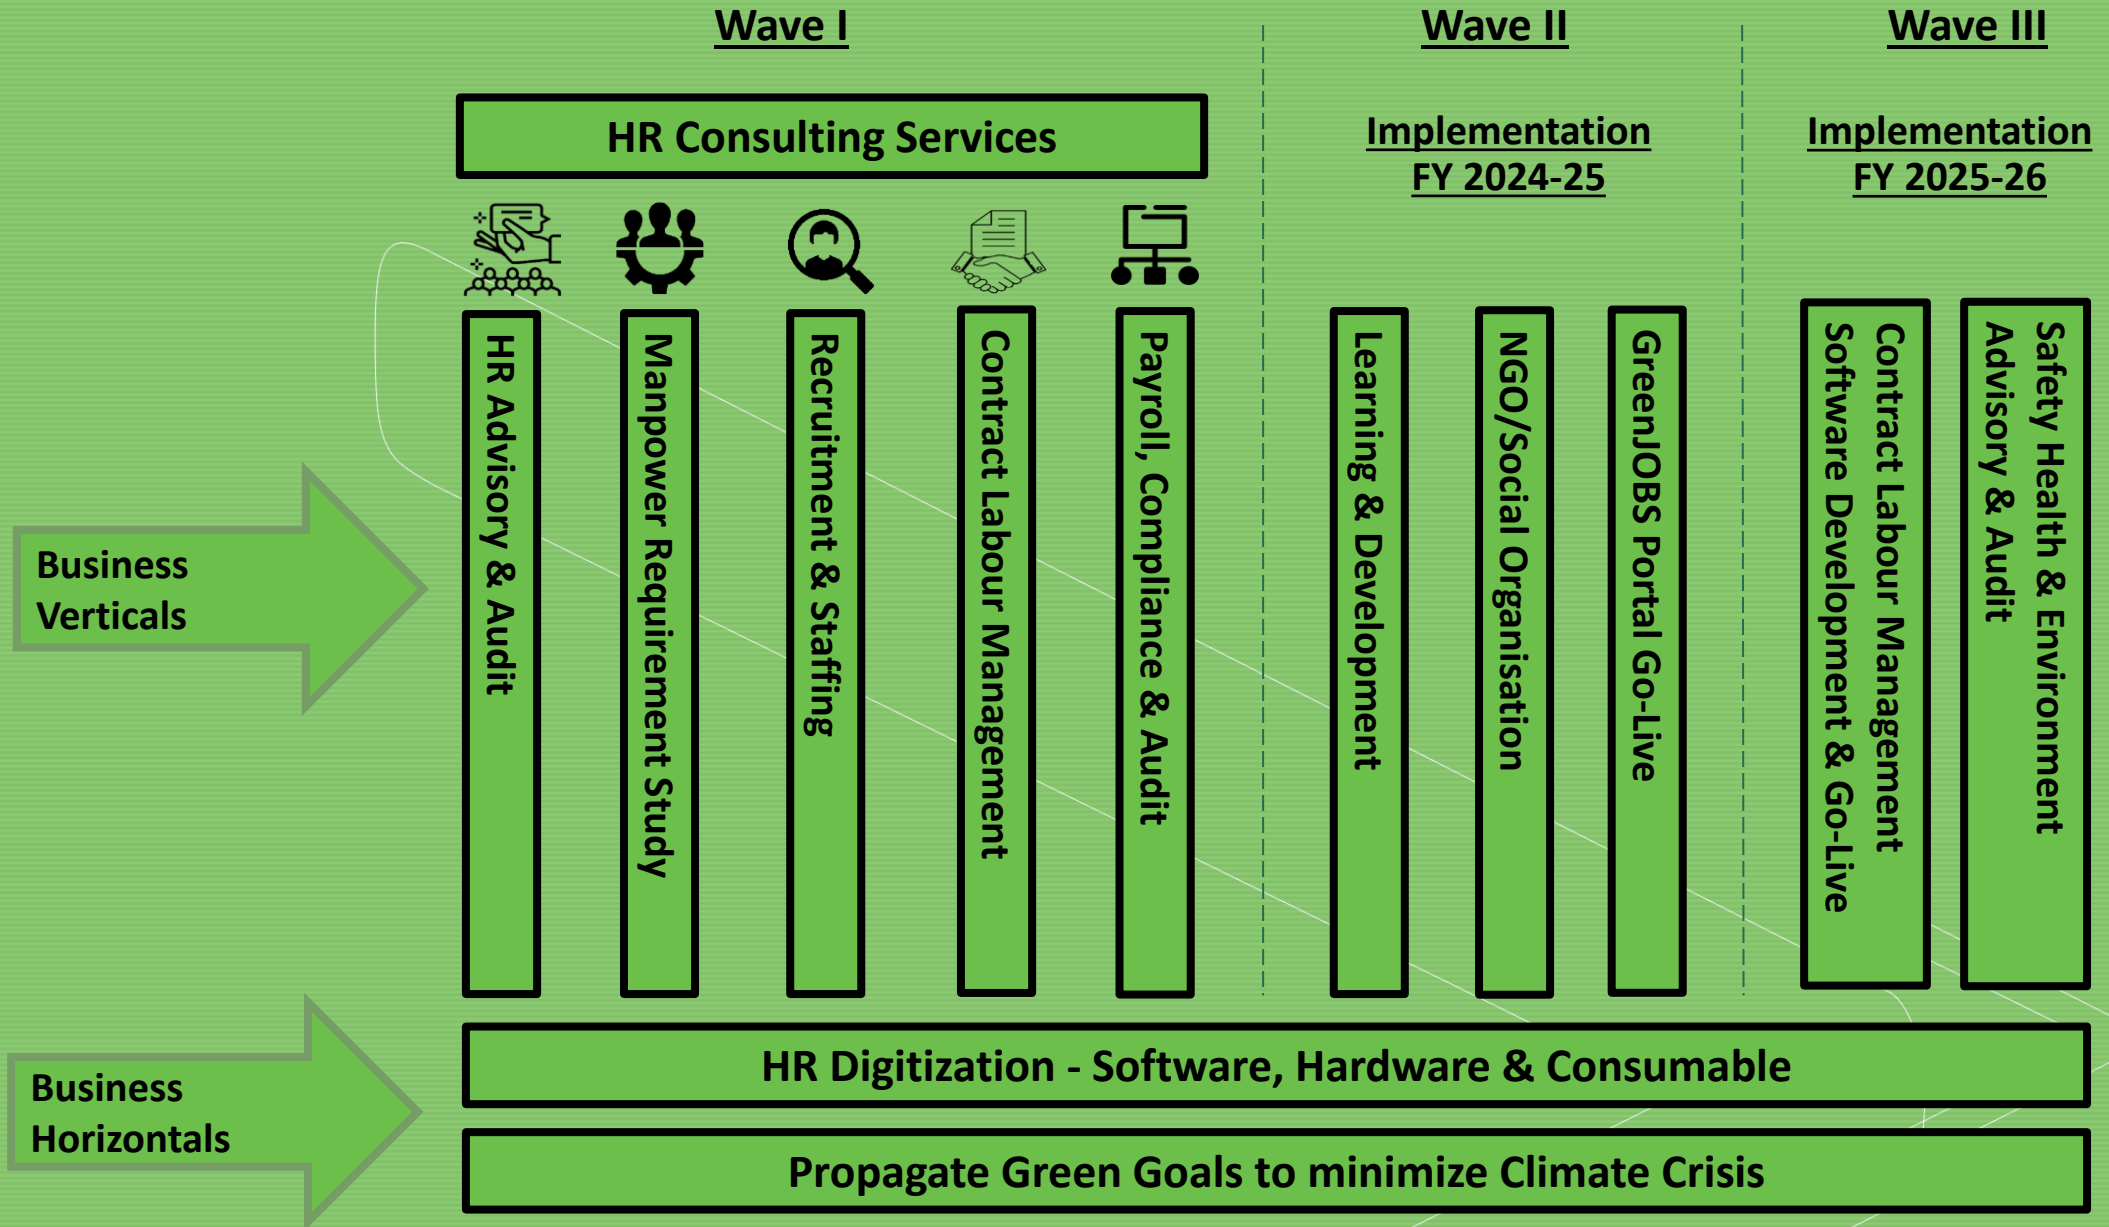 Wave I
Wave II
Wave III
HR Consulting Services
Implementation
FY 2024-25
Implementation
FY 2025-26
Business
Verticals
HR Advisory & Audit
Manpower Requirement Study
Recruitment & Staffing
Contract Labour Management
Payroll, Compliance & Audit
Learning & Development
NGO/Social Organisation
GreenJOBS Portal Go-Live
Contract Labour Management
Software Development & Go-Live
Safety Health & Environment
Advisory & Audit
Business
Horizontals
HR Digitization - Software, Hardware & Consumable
Propagate Green Goals to minimize Climate Crisis